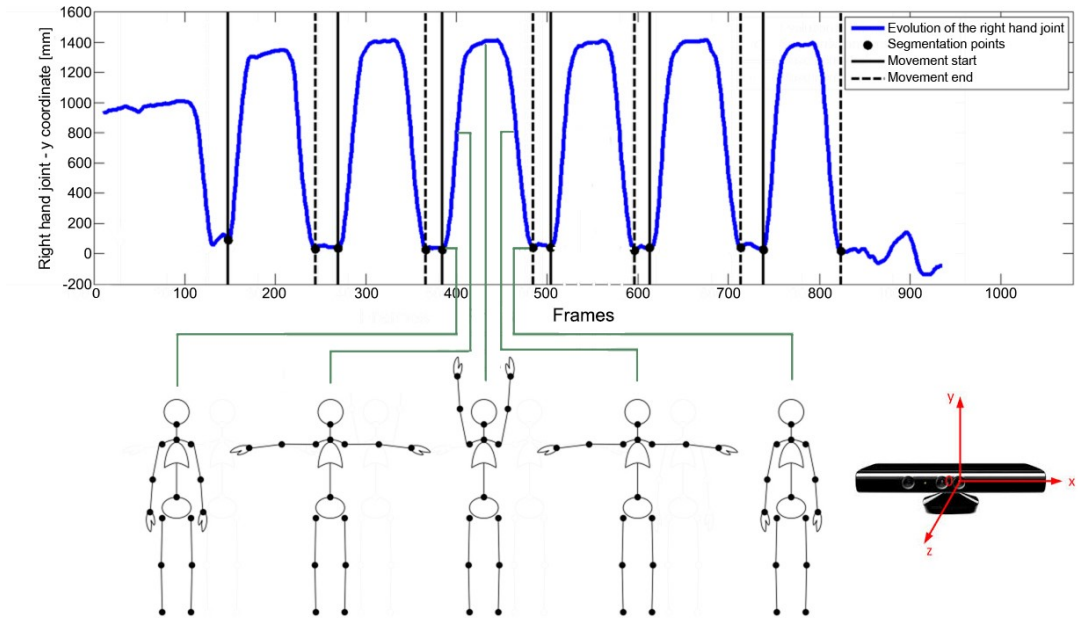 1600
1400
1200
1000
800
600
400
200
0
-200
Right hand joint - y coordinate [mm]
Evolution of the right hand joint
Segmentation points
Movement start
Movement end
0 100 200 300 400 500 600 700 800 900 1000
Frames
y
x
z